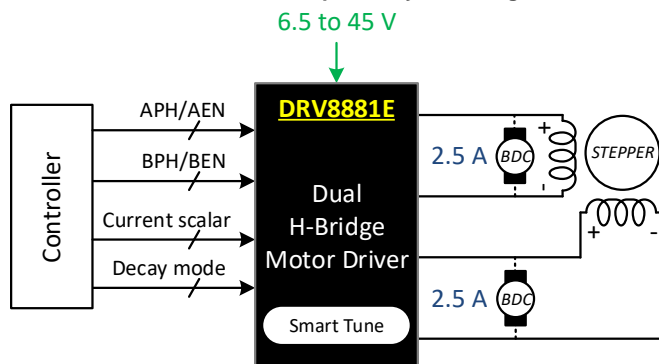 6.5 to 45 V
DRV8881E
Controller
APH/AEN
BPH/BEN
Current scalar
Decay mode
Dual
H-Bridge
Motor Driver
Smart Tune
2.5 A
BDC
+
-
STEPPER
+
-
2.5 A
BDC